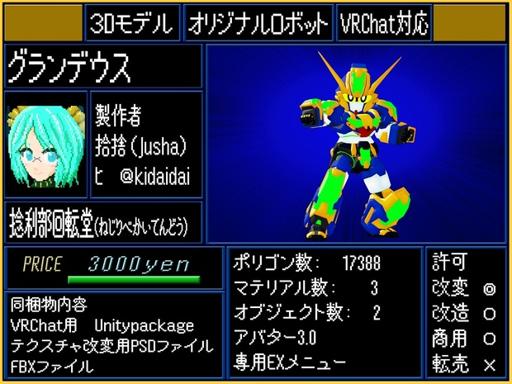 3Dモデル オリジナルロボット VRChat対応
グランデウス
製作者
拾捨(Jusha)
ヒ @kidaidai
捻利部回転堂(ねじりべかいてんどう)
PRICE 3000yen
同梱物内容
VRChat用 Unitypackage
テクスチャ改変用PSDファイル
FBXファイル
ポリゴン数: 17388
マテリアル数: 3
オブジェクト数: 2
アバター3.0
専用EXメニュー
許可
改変 ◎
改造 ○
商用 ○
転売 ×